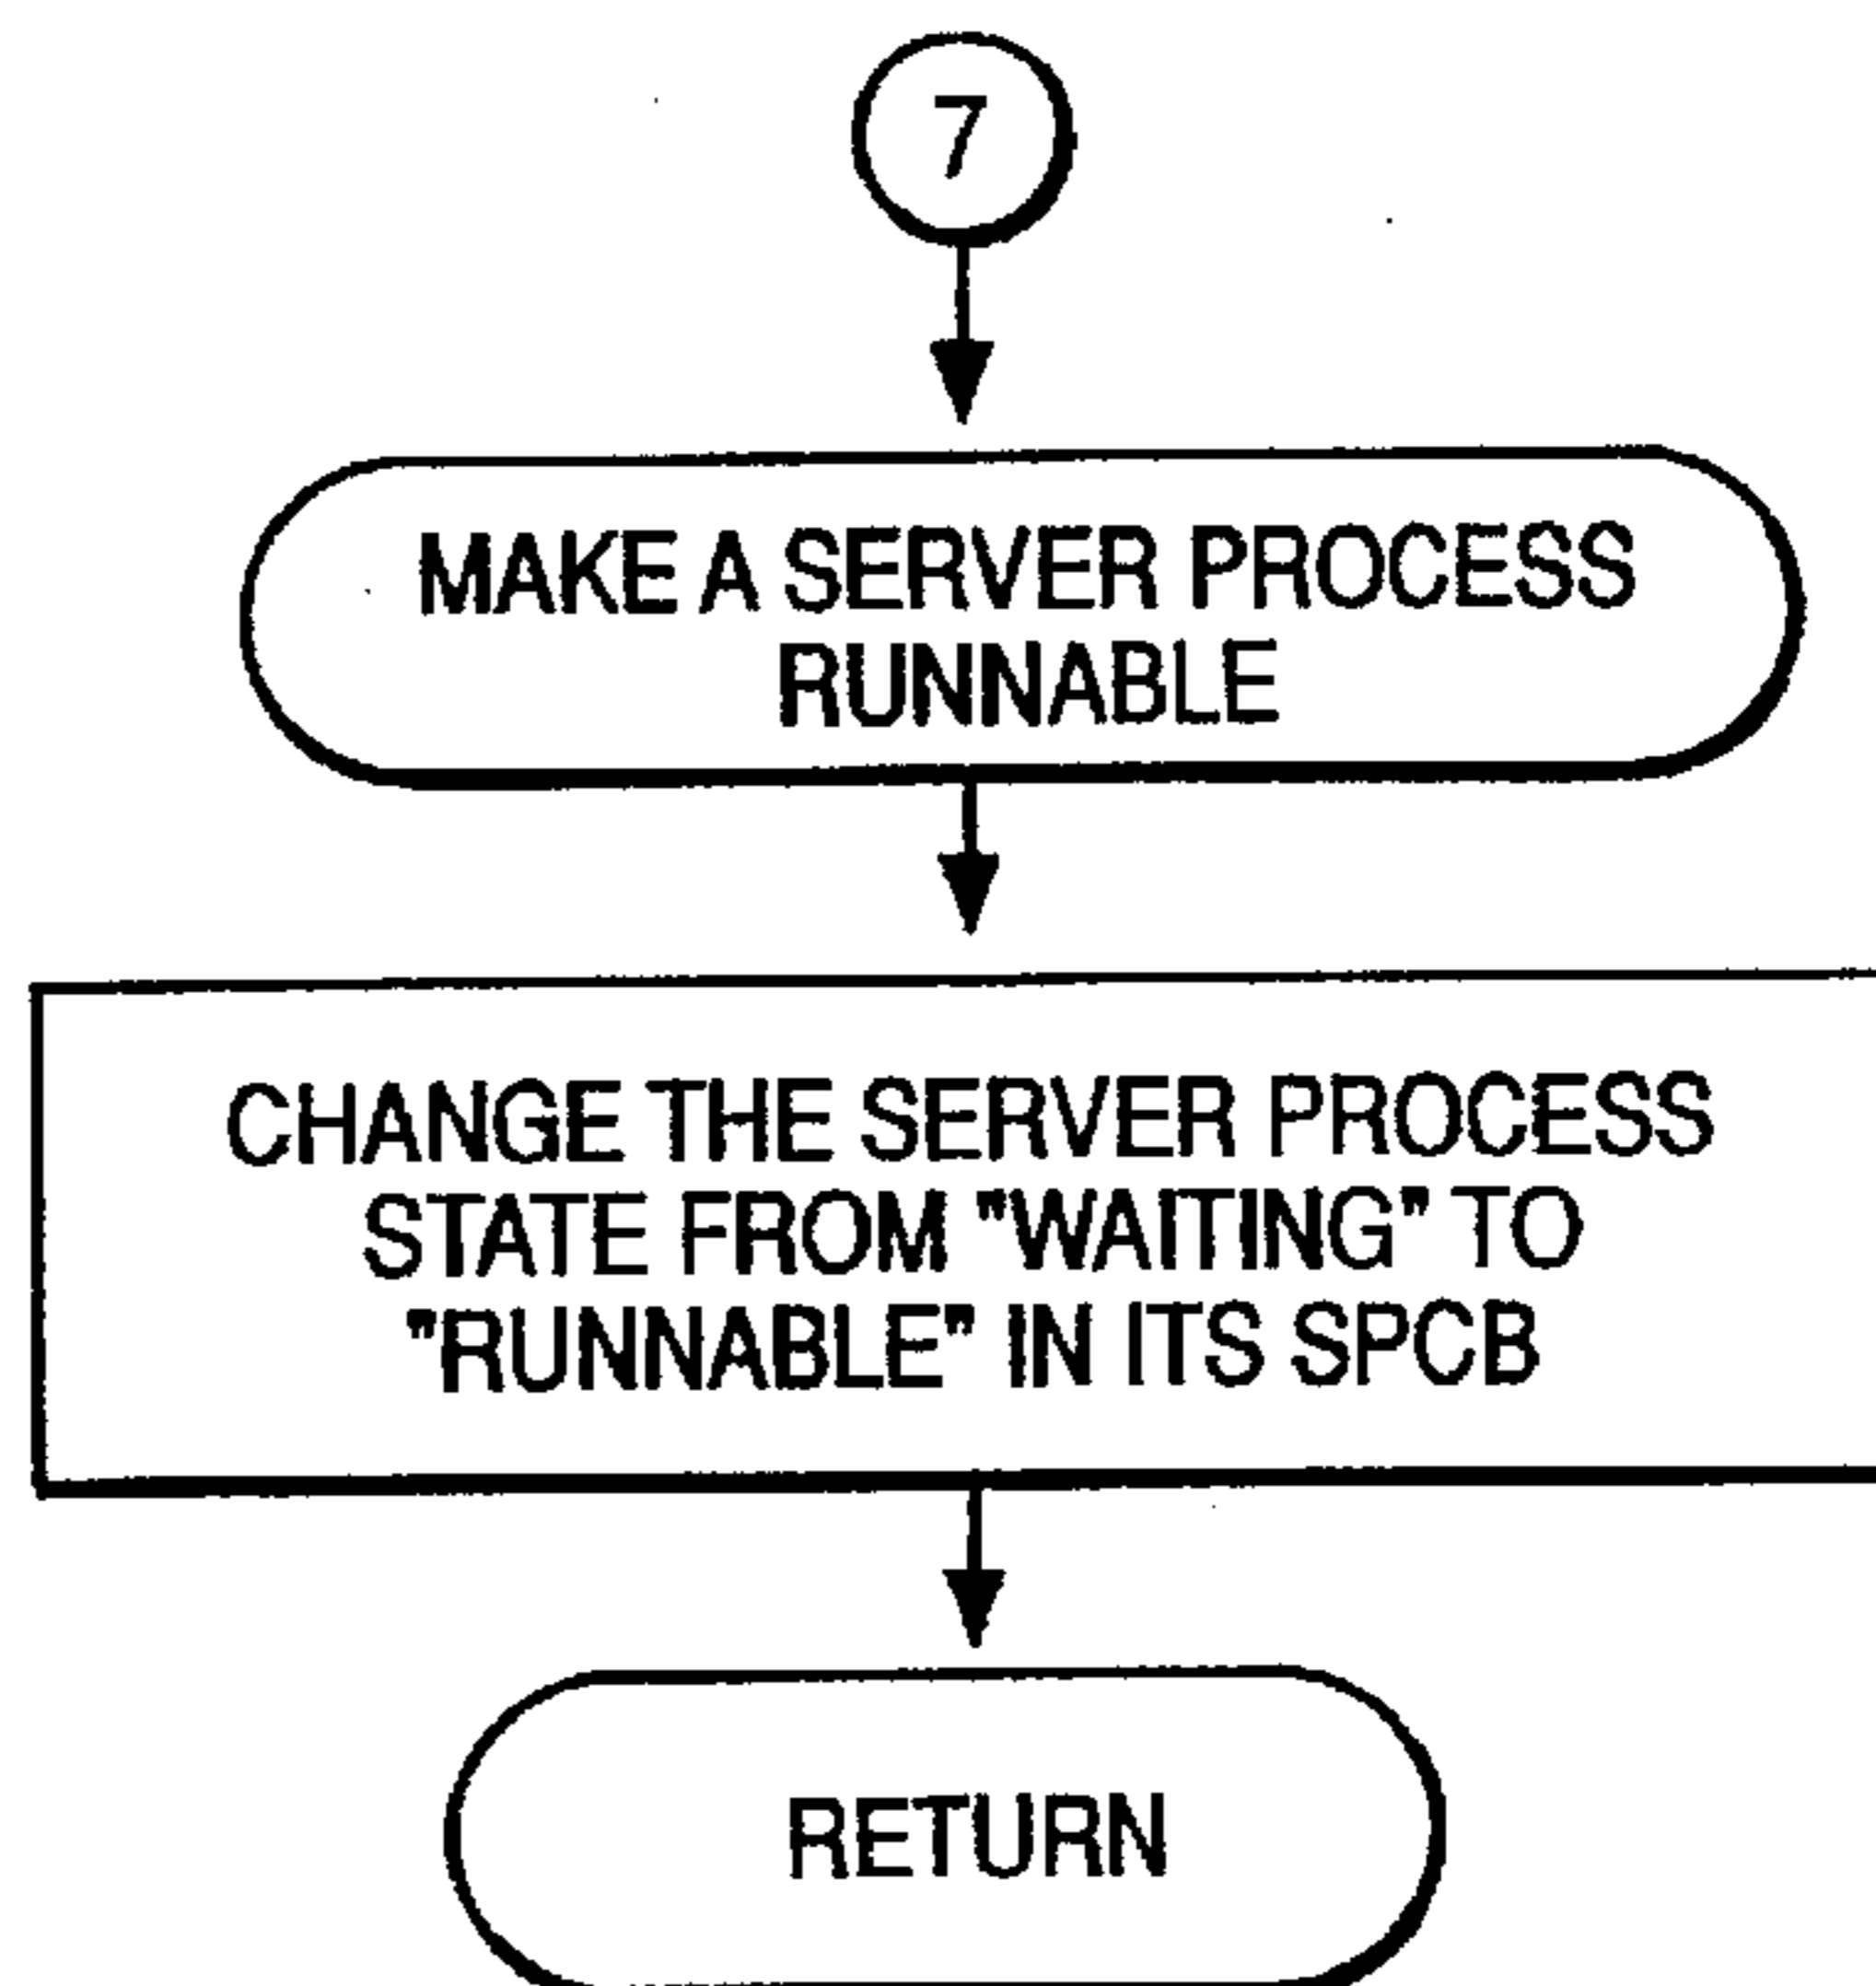 7
MAKE A SERVER PROCESS
RUNNABLE
CHANGE THE SERVER PROCESS
STATE FROM "WAITING" TO
"RUNNABLE" IN ITS SPCB
RETURN